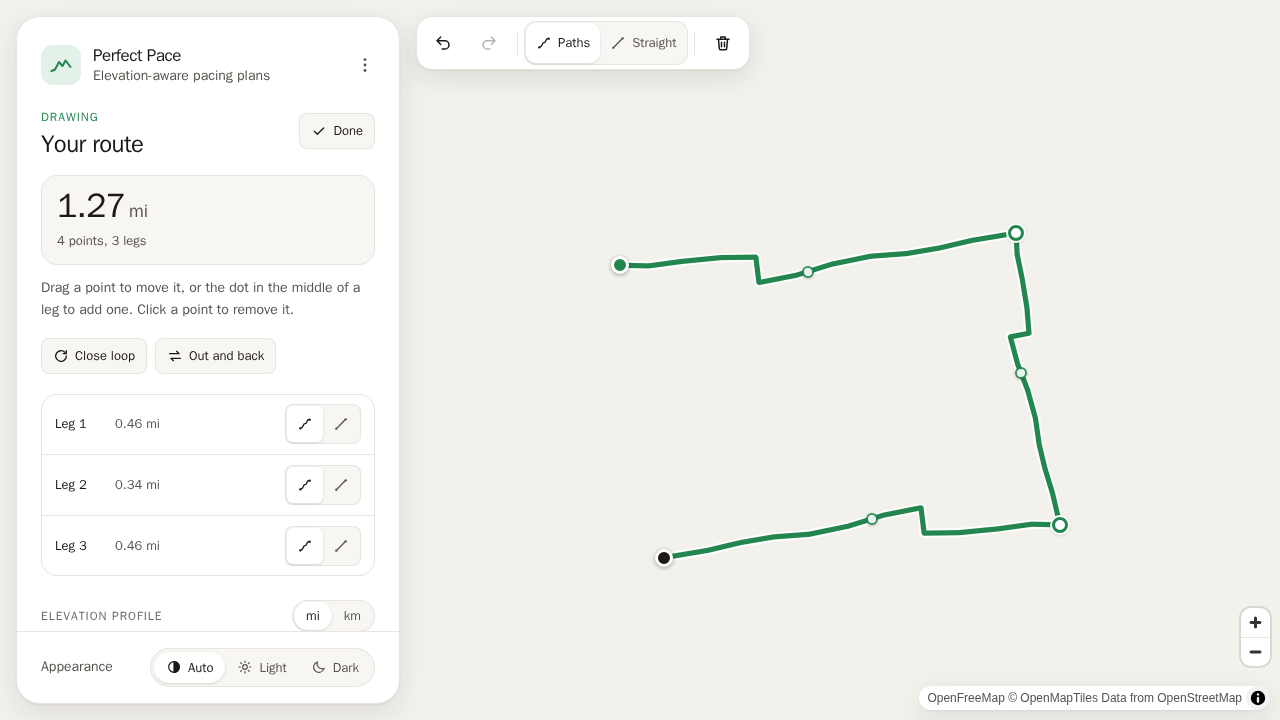 Perfect Pace
Elevation-aware pacing plans
DRAWING
Your route
Done
1.27 mi
4 points, 3 legs
Drag a point to move it, or the dot in the middle of a
leg to add one. Click a point to remove it.
Close loop
Out and back
Leg 1 0.46 mi
Leg 2 0.34 mi
Leg 3 0.46 mi
ELEVATION PROFILE
mi km
Appearance
Auto Light Dark
Paths Straight
OpenFreeMap © OpenMapTiles Data from OpenStreetMap